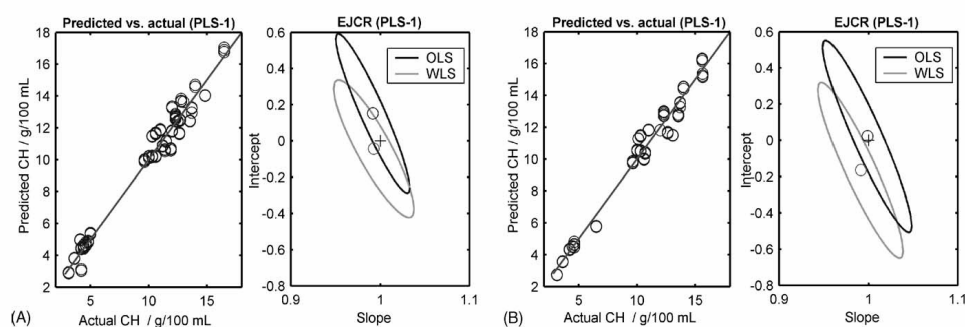 Predicted vs. actual (PLS-1)
18
16
14
12
10
8
6
4
2
Predicted CH / g/100 mL
5
10
15
Actual CH / g/100 mL
(A)
EJCR (PLS-1)
0.6
0.4
0.2
0
-0.2
-0.4
-0.6
-0.8
Intercept
OLS
WLS
0.9
1
1.1
Slope
Predicted vs. actual (PLS-1)
18
16
14
12
10
8
6
4
2
Predicted CH / g/100 mL
5
10
15
Actual CH / g/100 mL
(B)
EJCR (PLS-1)
0.6
0.4
0.2
0
-0.2
-0.4
-0.6
-0.8
Intercept
OLS
WLS
0.9
1
1.1
Slope